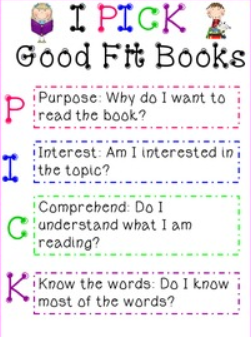 I PICK
Good Fit Books
P
Purpose: Why do I want to
read the book?
I
Interest: Am I interested in
the topic?
C
Comprehend: Do I
understand what I am
reading?
K
Know the words: Do I know
most of the words?